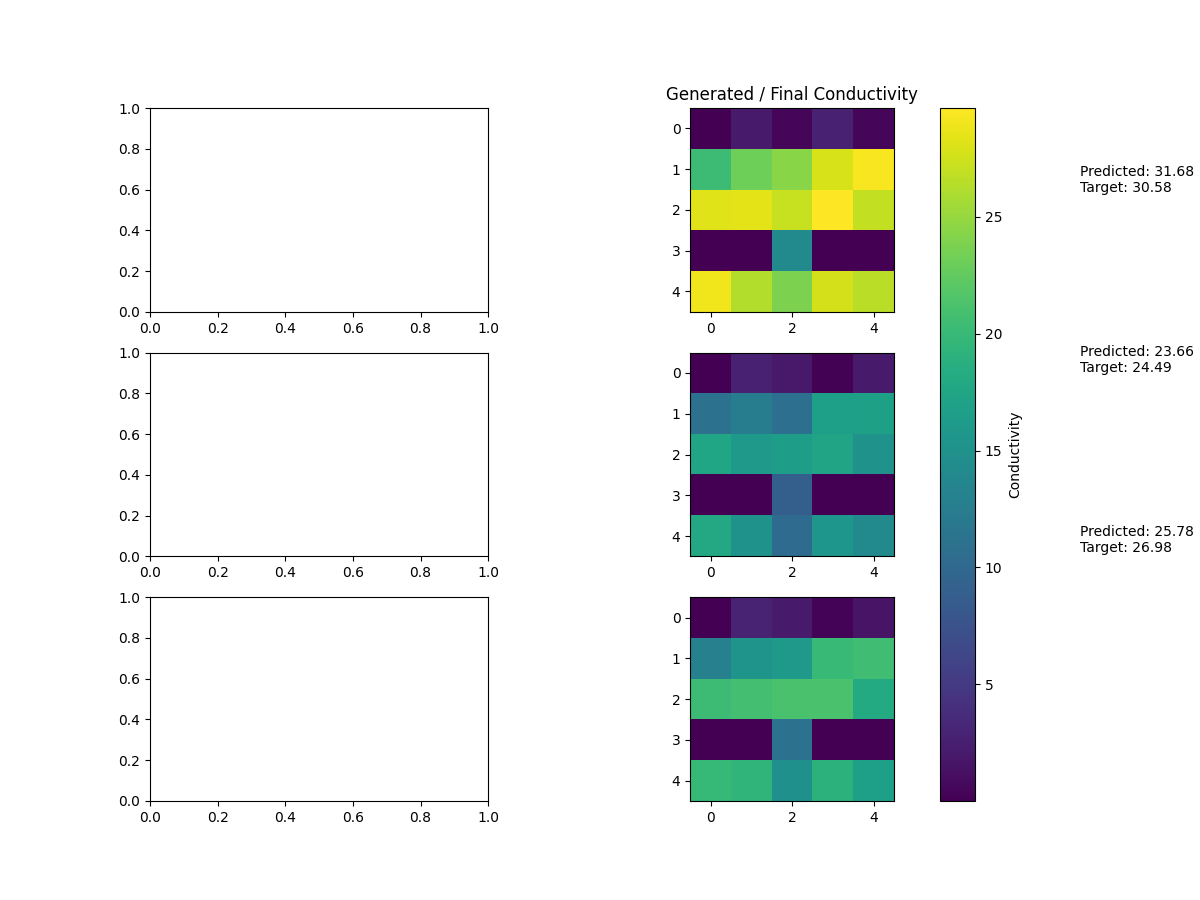 Generated / Final Conductivity
1.0
0.8
0.6
0.4
0.2
0.0
0.0 0.2 0.4 0.6 0.8 1.0
0
1
2
3
4
0 2 4
Predicted: 31.68
Target: 30.58
1.0
0.8
0.6
0.4
0.2
0.0
0.0 0.2 0.4 0.6 0.8 1.0
0
1
2
3
4
0 2 4
Predicted: 23.66
Target: 24.49
1.0
0.8
0.6
0.4
0.2
0.0
0.0 0.2 0.4 0.6 0.8 1.0
0
1
2
3
4
0 2 4
25
20
15
10
5
Conductivity
Predicted: 25.78
Target: 26.98